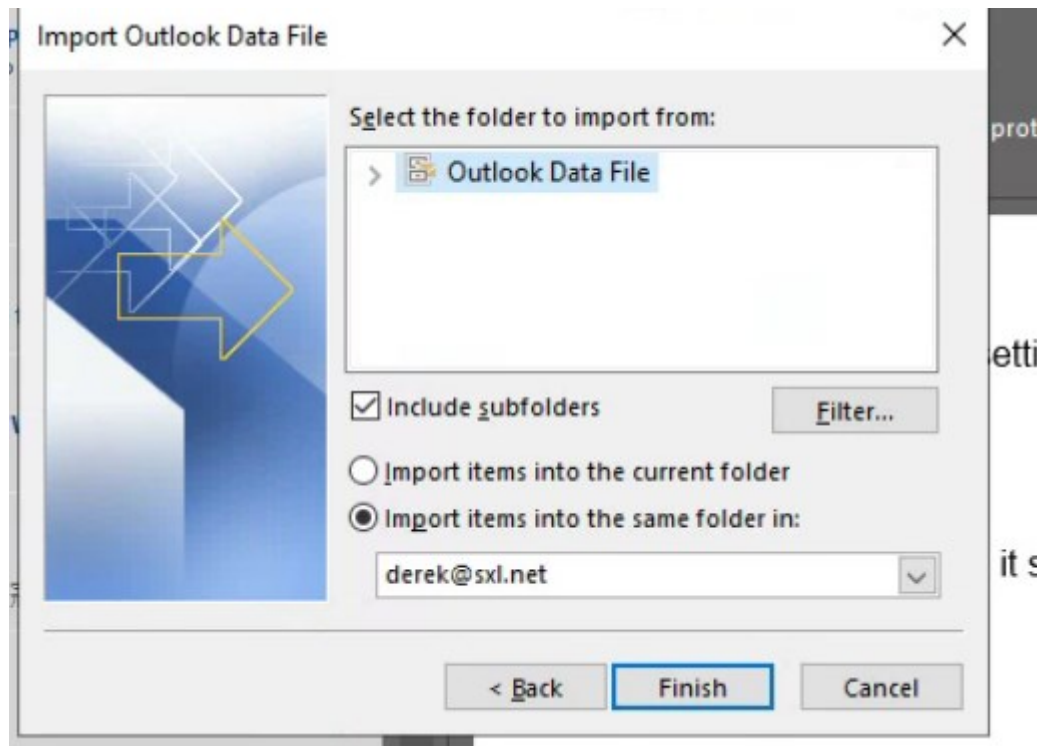 Import Outlook Data File
Select the folder to import from:
Outlook Data File
Include subfolders
Filter...
Import items into the current folder
Import items into the same folder in:
derek@sxl.net
< Back
Finish
Cancel
prot
etti
it s